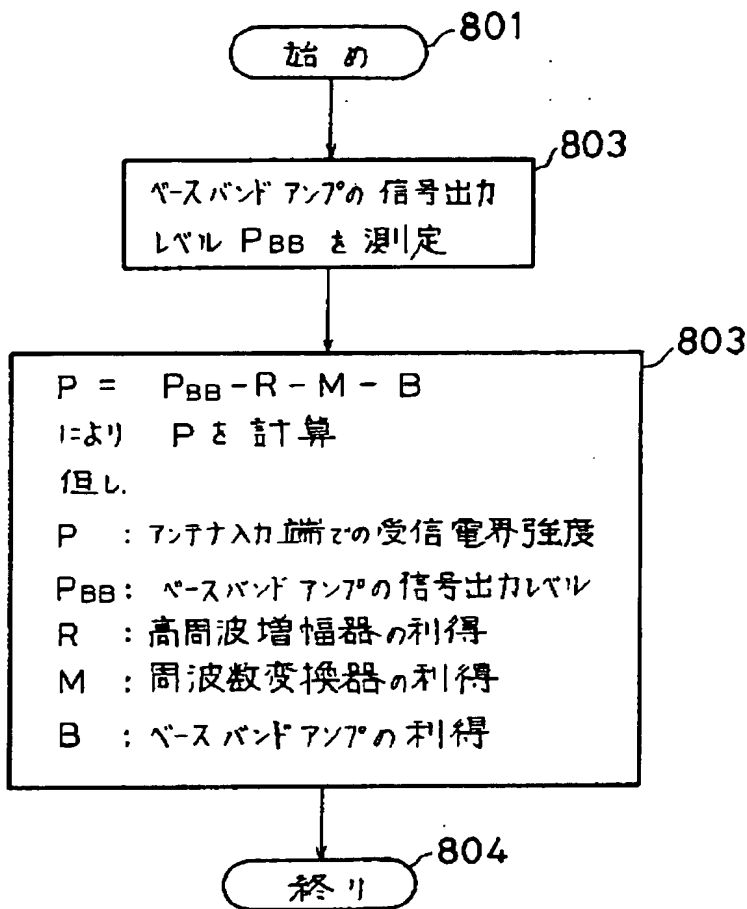 始め
801
803
ベースバンドアンプの信号出力
レベル PBB を測定
803
P = PBB-R-M-B
により Pを計算
但し.
P : アンテナ入力端での受信電界強度
PBB: ベースバンドアンプの信号出力レベル
R : 高周波増幅器の利得
M : 周波数変換器の利得
B : ベースバンドアンプの利得
804
終り